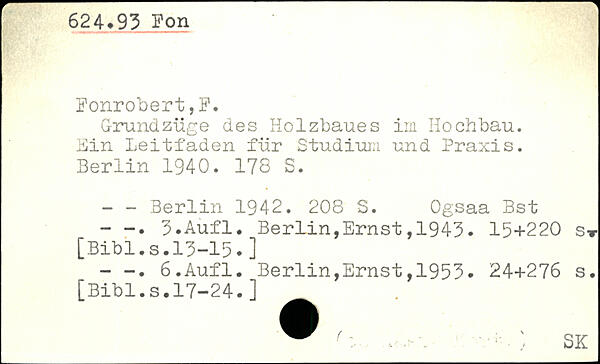 624.93 Fon
Fonrobert,F.
Grundzüge des Holzbaues im Hochbau.
Ein Leitfaden für Studium und Praxis.
Berlin 1940. 178 S.
- - Berlin 1942. 208 S. Ogsaa Bst
- -. 3.Aufl. Berlin,Ernst,1943. 15+220 s.
[Bibl.s.13-15.]
- -. 6.Aufl. Berlin,Ernst,1953. 24+276 s.
[Bibl.s.17-24.]
SK